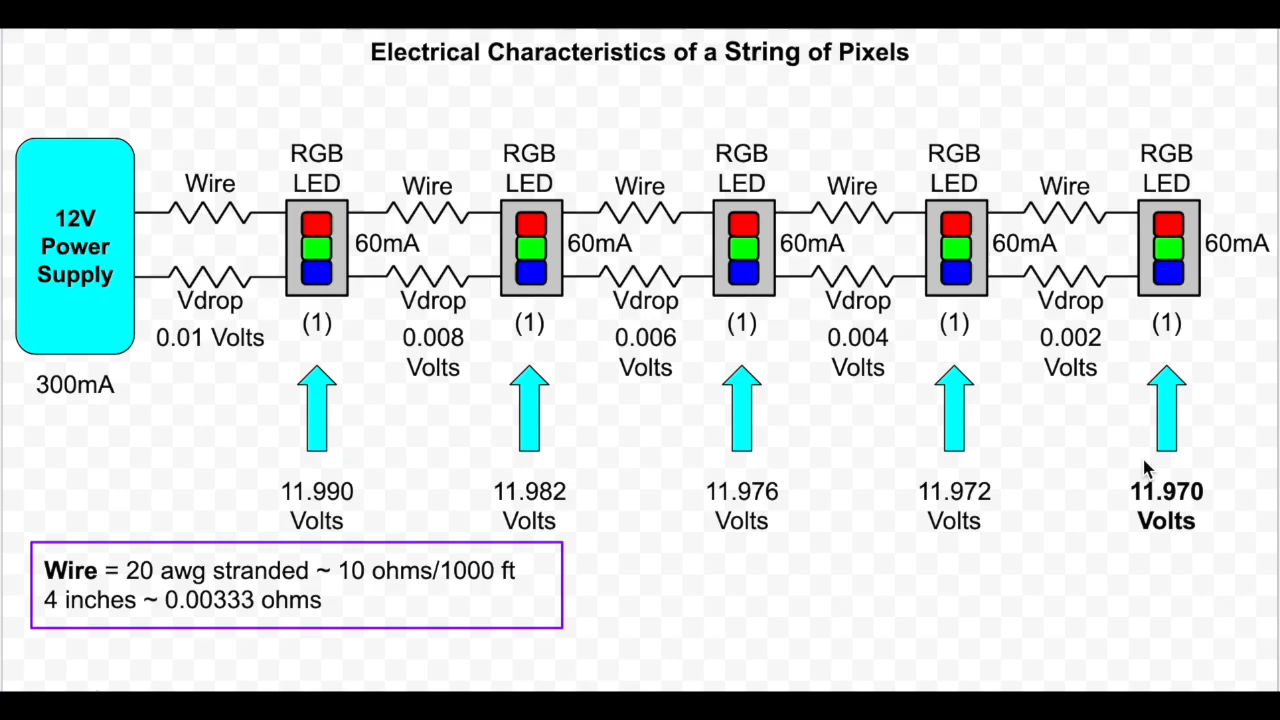 Electrical Characteristics of a String of Pixels
12V
Power
Supply
300mA
Wire
Vdrop
0.01 Volts
RGB
LED
60mA
(1)
11.990
Volts
Wire
Vdrop
0.008
Volts
RGB
LED
60mA
(1)
11.982
Volts
Wire
Vdrop
0.006
Volts
RGB
LED
60mA
(1)
11.976
Volts
Wire
Vdrop
0.004
Volts
RGB
LED
60mA
(1)
11.972
Volts
Wire
Vdrop
0.002
Volts
RGB
LED
60mA
(1)
11.970
Volts
Wire = 20 awg stranded ~ 10 ohms/1000 ft
4 inches ~ 0.00333 ohms